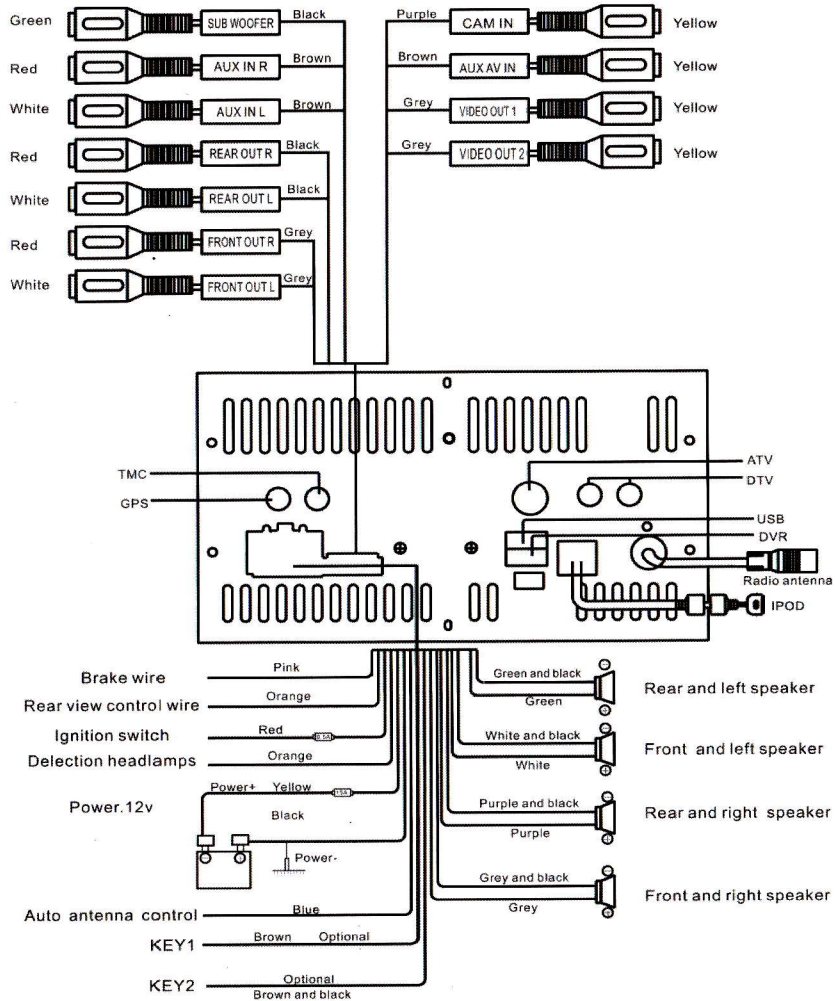 Green SUB WOOFER Black
Red AUX IN R Brown
White AUX IN L Brown
Red REAR OUT R Black
White REAR OUT L Black
Red FRONT OUT R Grey
White FRONT OUT L Grey
Purple CAM IN Yellow
Brown AUX AV IN Yellow
Grey VIDEO OUT 1 Yellow
Grey VIDEO OUT 2 Yellow
TMC
GPS
ATV
DTV
USB
DVR
Radio antenna
IPOD
Brake wire Pink
Rear view control wire Orange
Ignition switch Red 0.5A
Delection headlamps Orange
Power+ Yellow 15A
Power.12v
Black
Power-
Auto antenna control Blue
KEY1 Brown Optional
KEY2 Optional
Brown and black
Green and black
Green
Rear and left speaker
White and black
White
Front and left speaker
Purple and black
Purple
Rear and right speaker
Grey and black
Grey
Front and right speaker